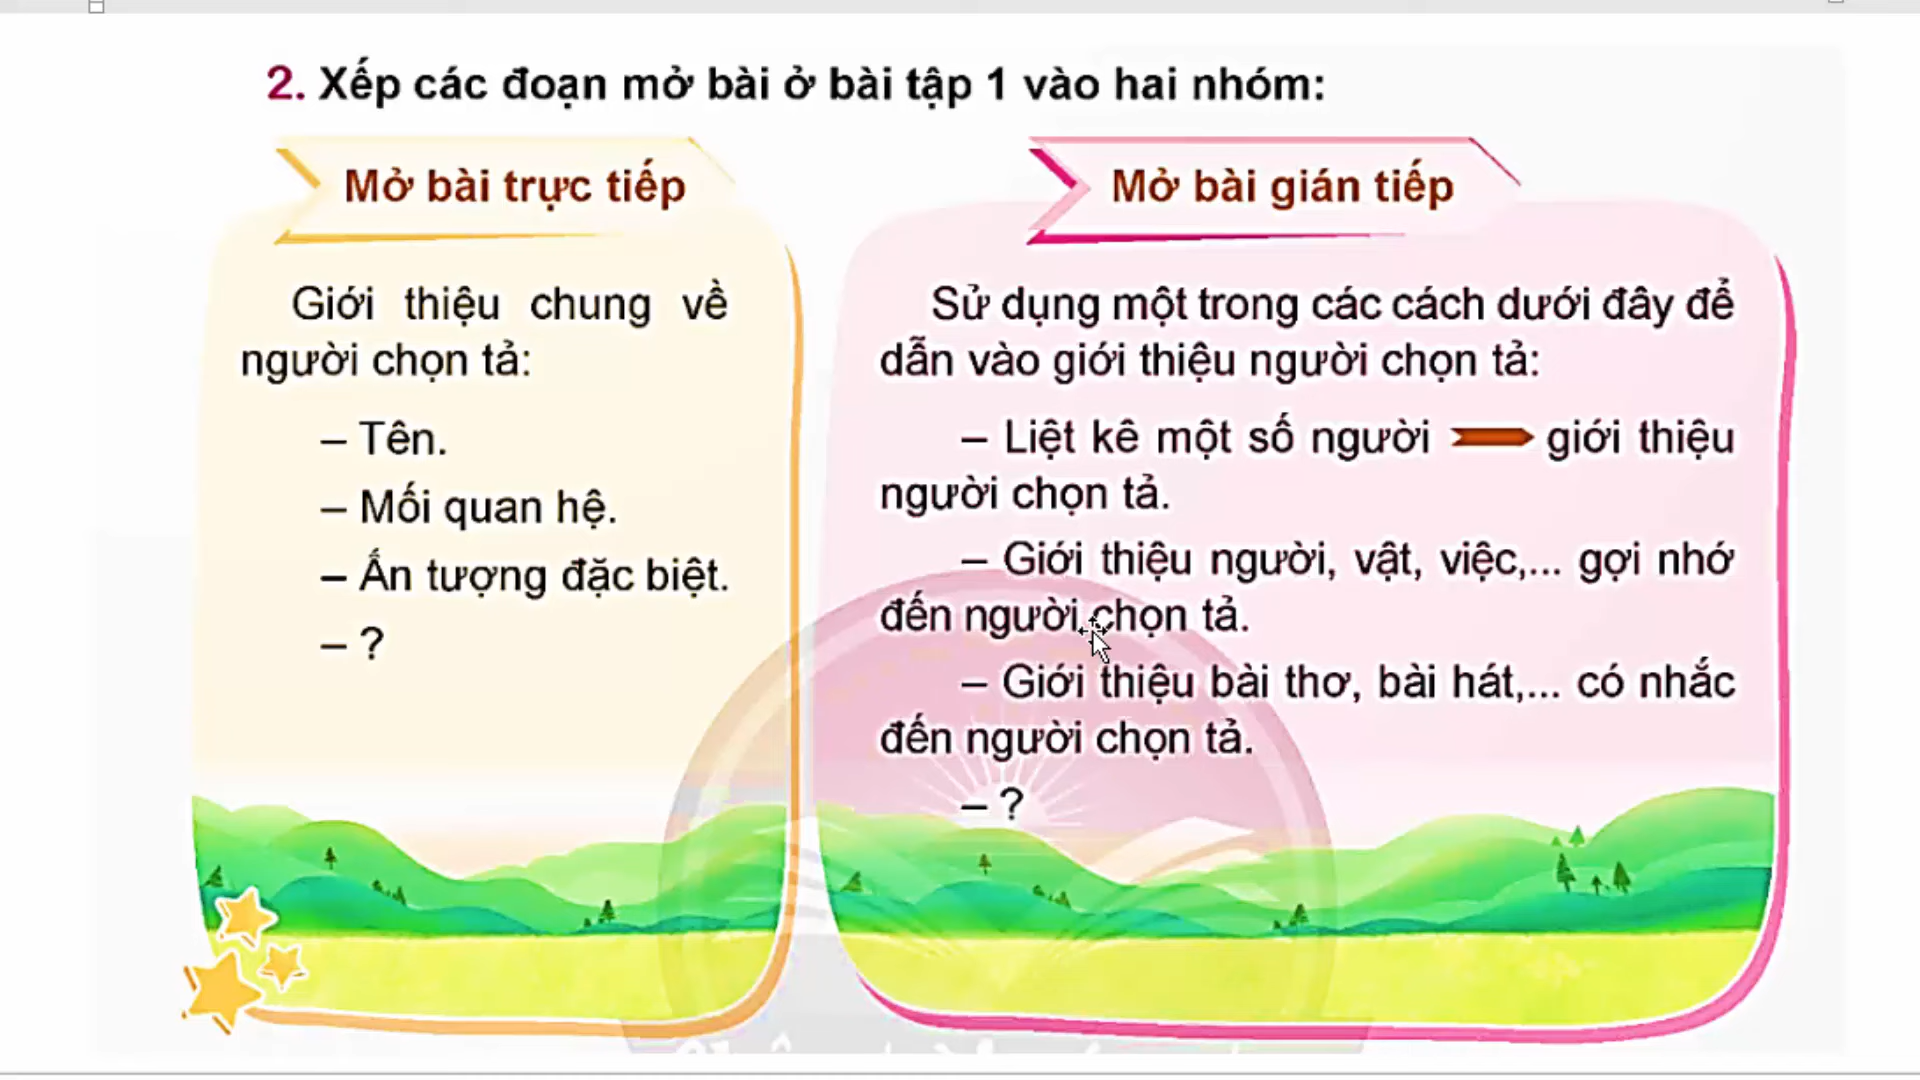 2. Xếp các đoạn mở bài ở bài tập 1 vào hai nhóm:
Mở bài trực tiếp
Giới thiệu chung về
người chọn tả:
– Tên.
– Mối quan hệ.
– Ấn tượng đặc biệt.
– ?
Mở bài gián tiếp
Sử dụng một trong các cách dưới đây để
dẫn vào giới thiệu người chọn tả:
– Liệt kê một số người giới thiệu
người chọn tả.
– Giới thiệu người, vật, việc,... gợi nhớ
đến người chọn tả.
– Giới thiệu bài thơ, bài hát,... có nhắc
đến người chọn tả.
– ?